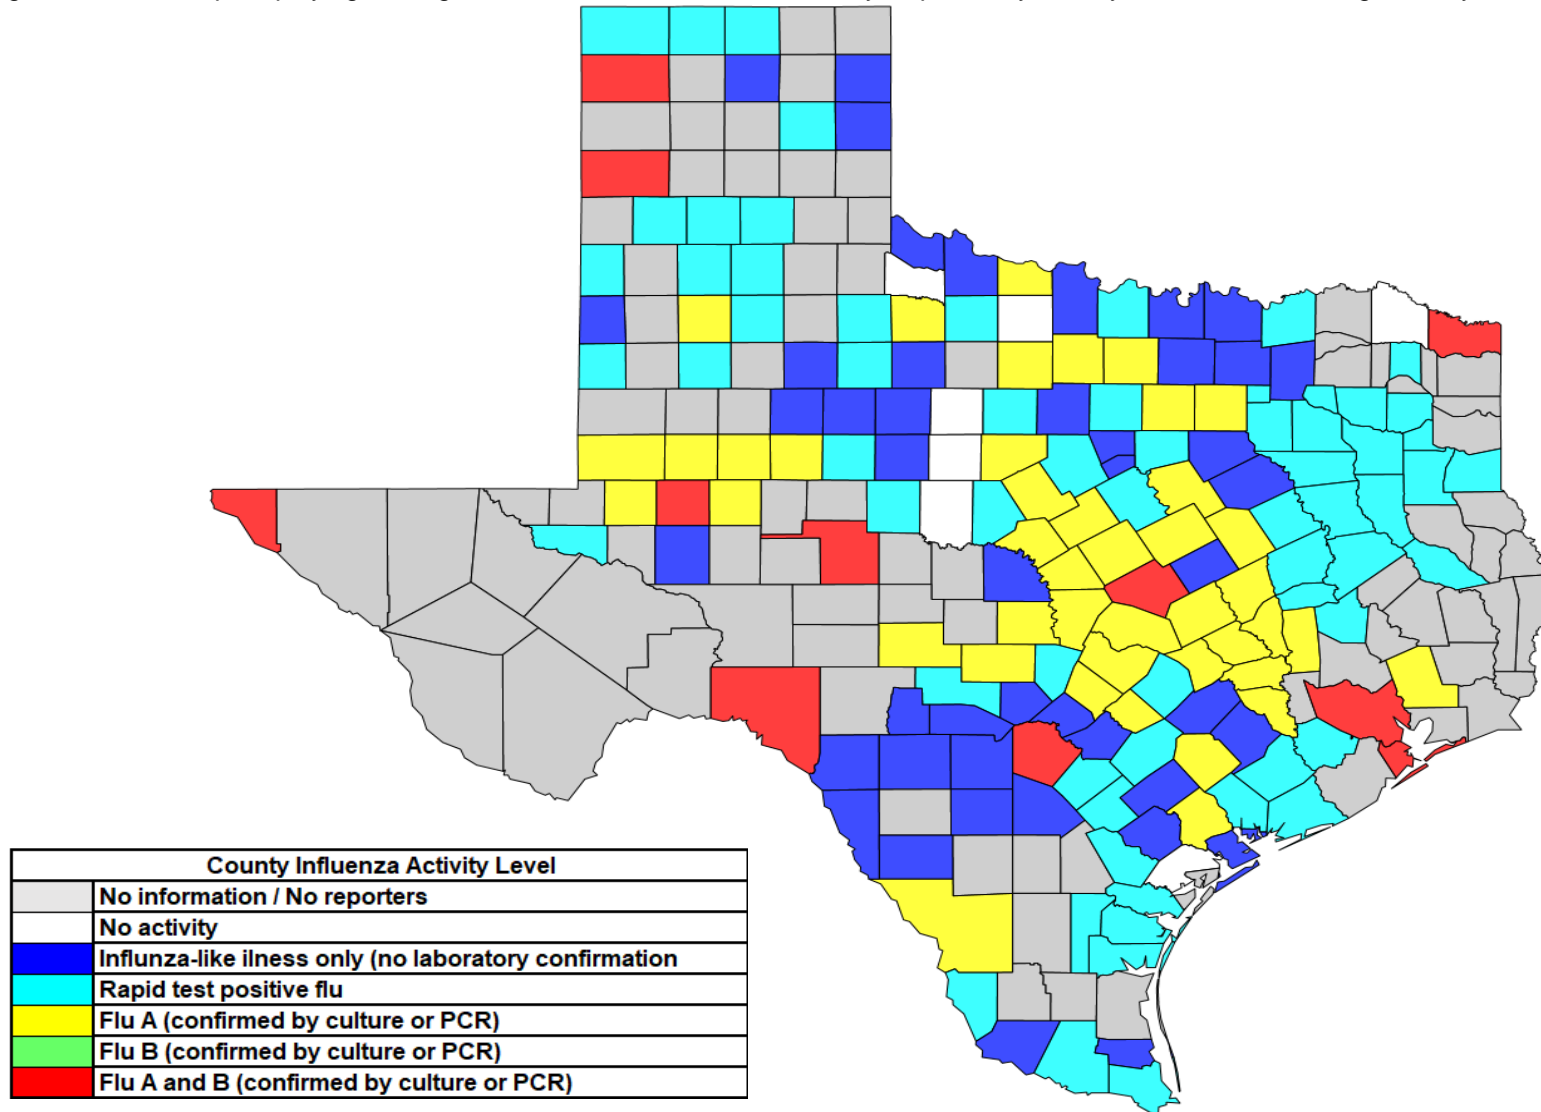 County Influenza Activity Level
No information / No reporters
No activity
Influnza-like ilness only (no laboratory confirmation
Rapid test positive flu
Flu A (confirmed by culture or PCR)
Flu B (confirmed by culture or PCR)
Flu A and B (confirmed by culture or PCR)